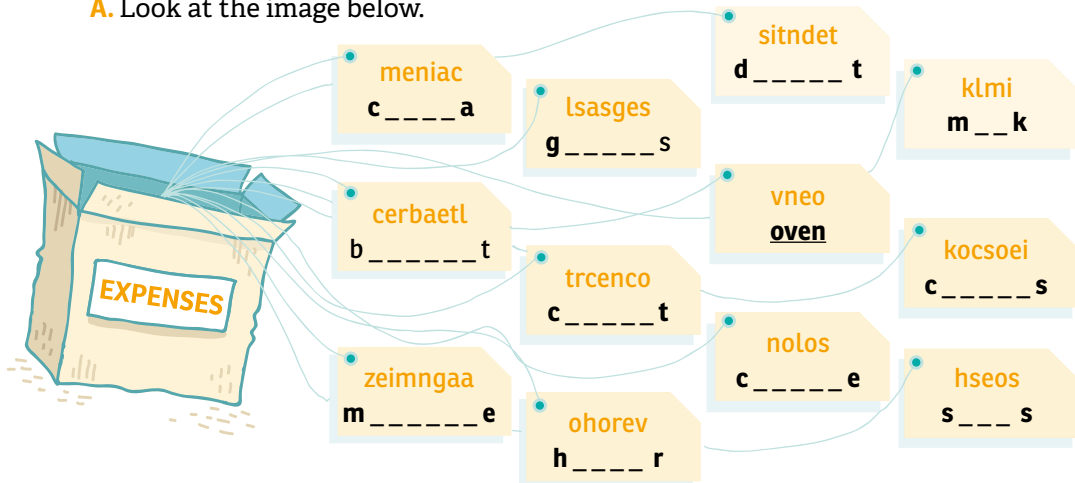 A. Look at the image below.
EXPENSES
meniac
c _ _ _ _ a
lsasges
g _ _ _ _ _ s
sitndet
d _ _ _ _ _ t
klmi
m _ _ k
cerbaetl
b _ _ _ _ _ _ t
vneo
oven
trcenco
c _ _ _ _ _ t
kocsoei
c _ _ _ _ _ s
zeimngaa
m _ _ _ _ _ _ e
ohorev
h _ _ _ _ r
nolos
c _ _ _ _ _ e
hseos
s _ _ _ s